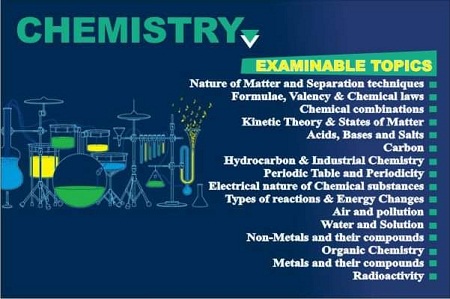 CHEMISTRY
EXAMINABLE TOPICS
Nature of Matter and Separation techniques
Formulae, Valency & Chemical laws
Chemical combinations
Kinetic Theory & States of Matter
Acids, Bases and Salts
Carbon
Hydrocarbon & Industrial Chemistry
Periodic Table and Periodicity
Electrical nature of Chemical substances
Types of reactions & Energy Changes
Air and pollution
Water and Solution
Non-Metals and their compounds
Organic Chemistry
Metals and their compounds
Radioactivity